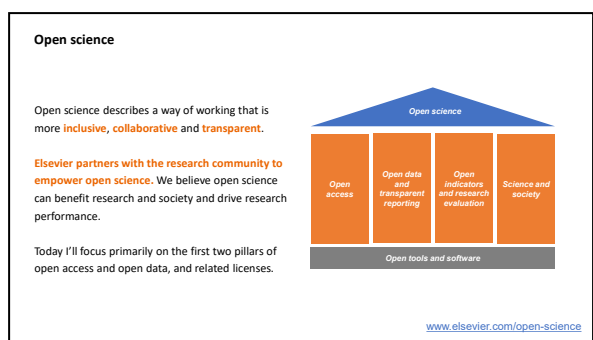 Open science
Open science describes a way of working that is
more inclusive, collaborative and transparent.
Elsevier partners with the research community to
empower open science. We believe open science
can benefit research and society and drive research
performance.
Today I'll focus primarily on the first two pillars of
open access and open data, and related licenses.
Open science
Open
access
Open data
and
transparent
reporting
Open
indicators
and research
evaluation
Science and
society
Open tools and software
www.elsevier.com/open-science